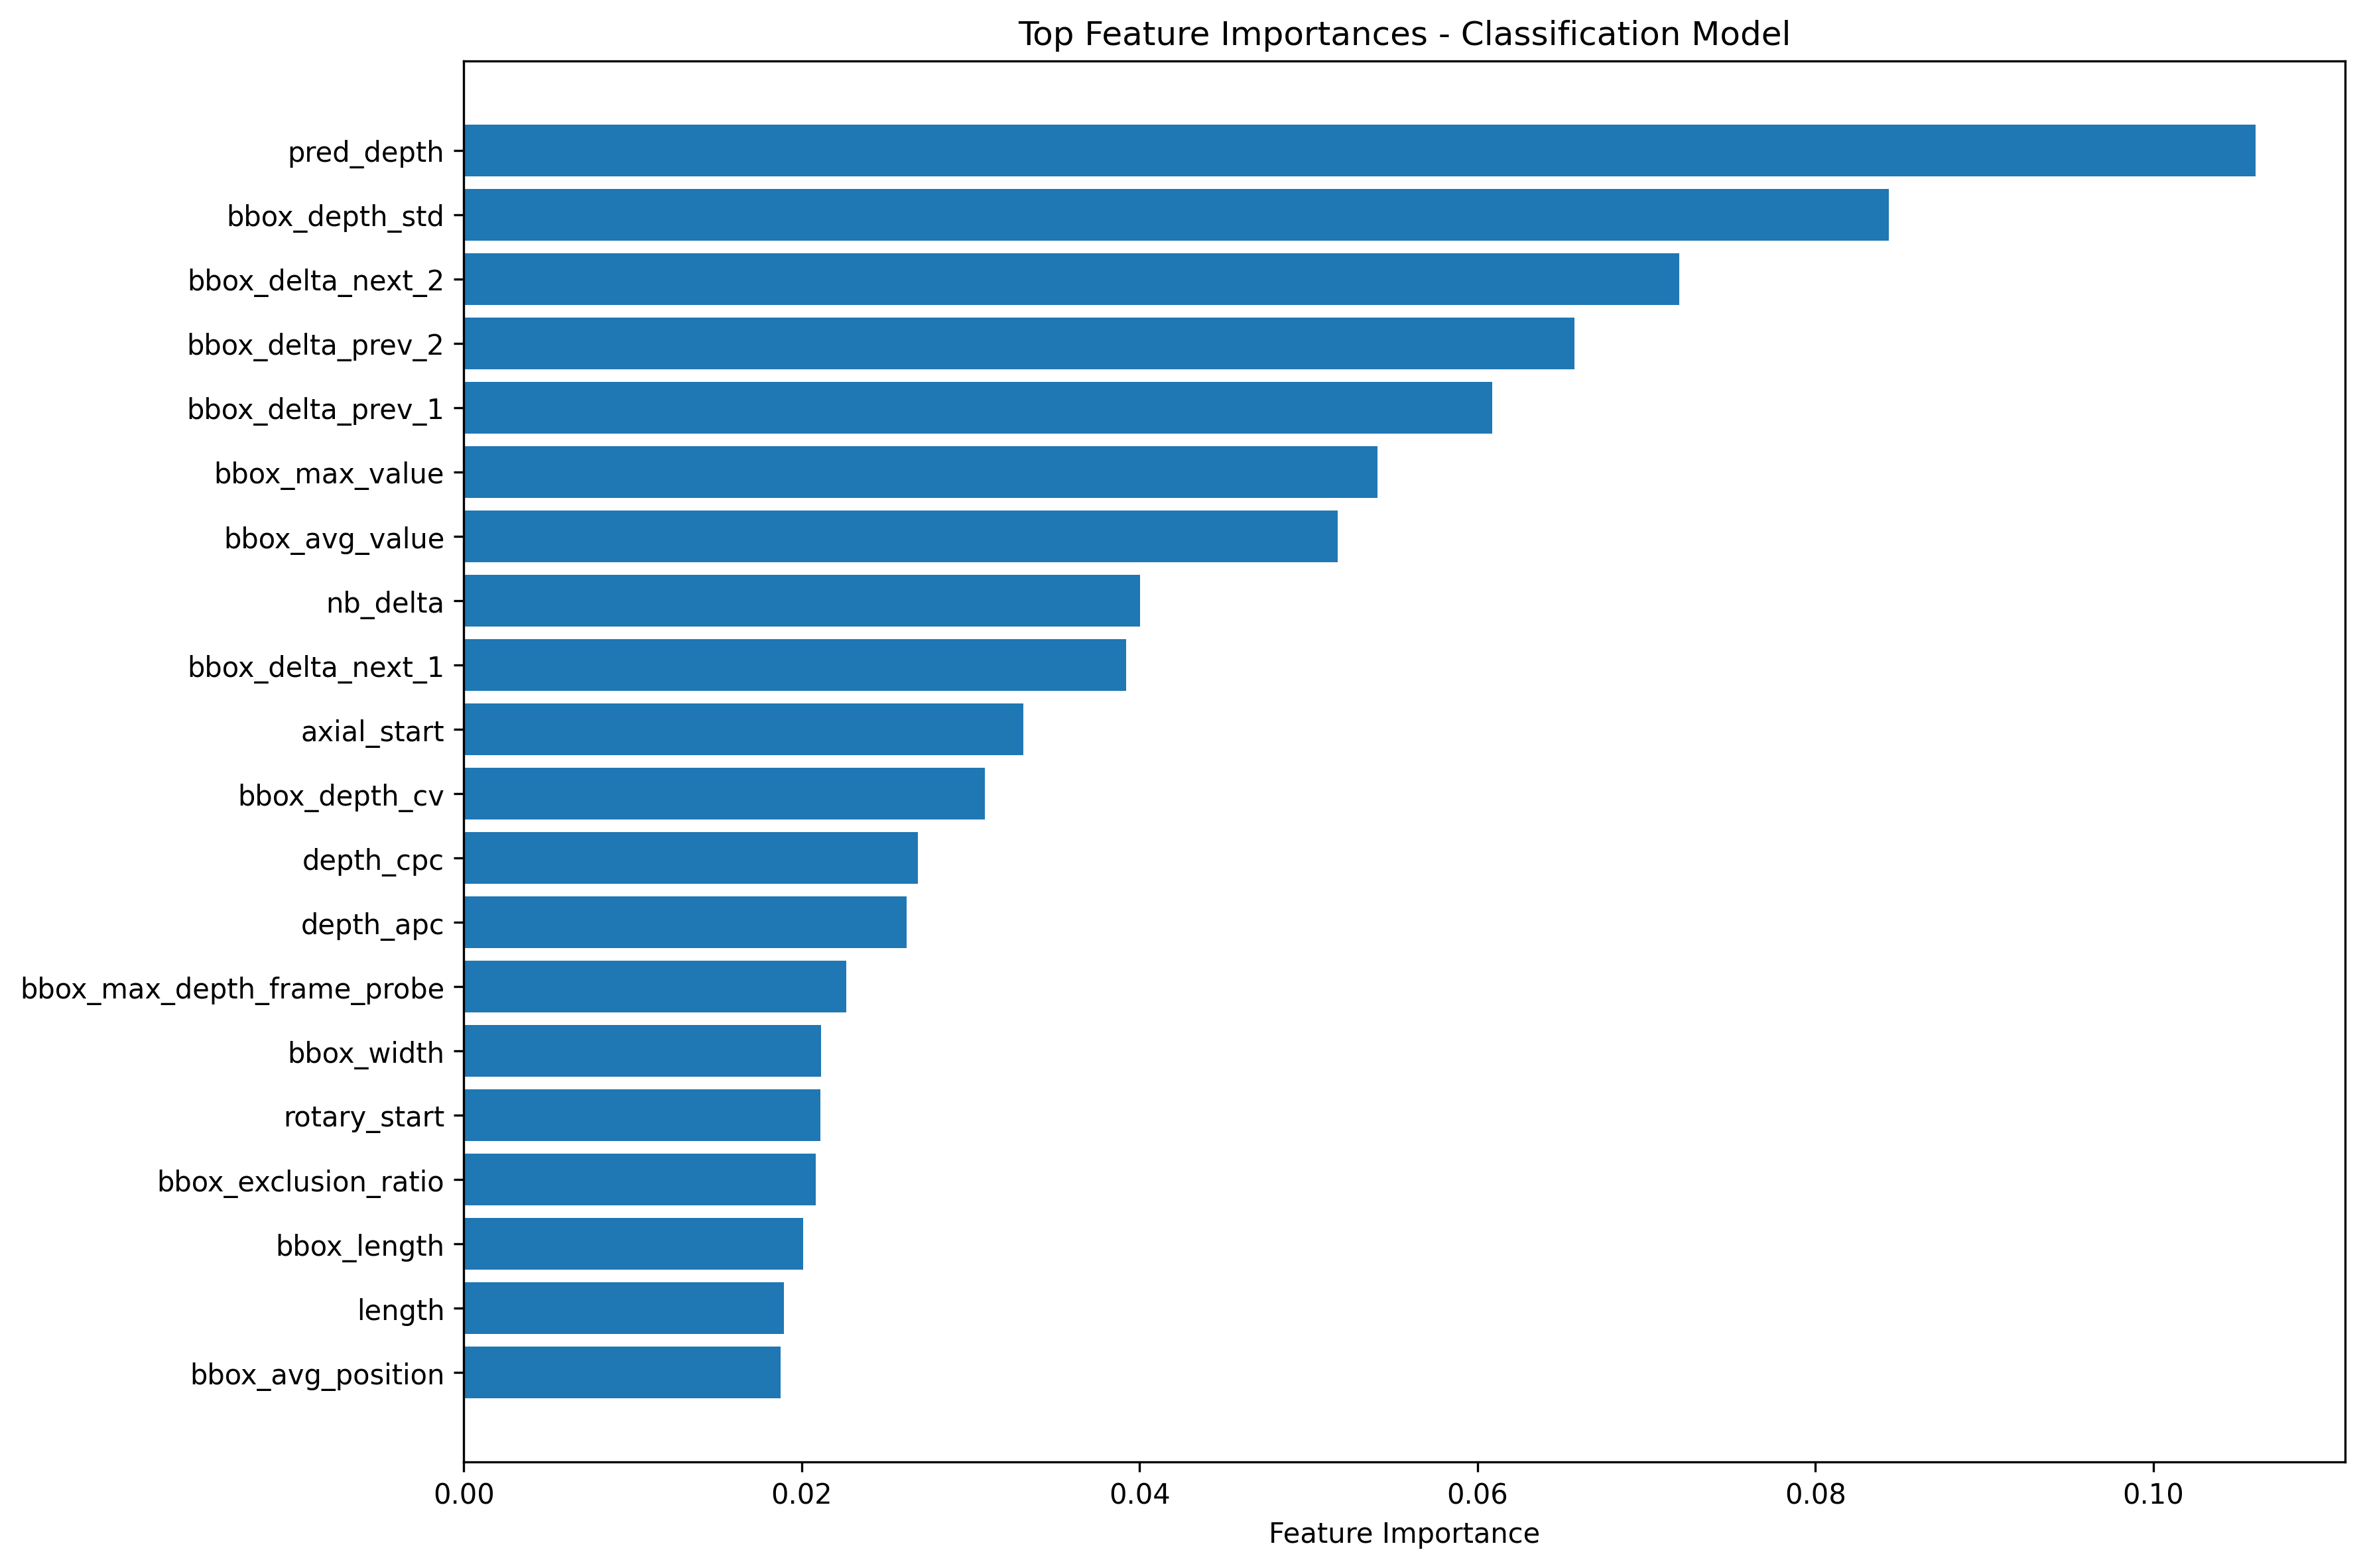 Top Feature Importances - Classification Model
pred_depth
bbox_depth_std
bbox_delta_next_2
bbox_delta_prev_2
bbox_delta_prev_1
bbox_max_value
bbox_avg_value
nb_delta
bbox_delta_next_1
axial_start
bbox_depth_cv
depth_cpc
depth_apc
bbox_max_depth_frame_probe
bbox_width
rotary_start
bbox_exclusion_ratio
bbox_length
length
bbox_avg_position
0.00 0.02 0.04 0.06 0.08 0.10
Feature Importance